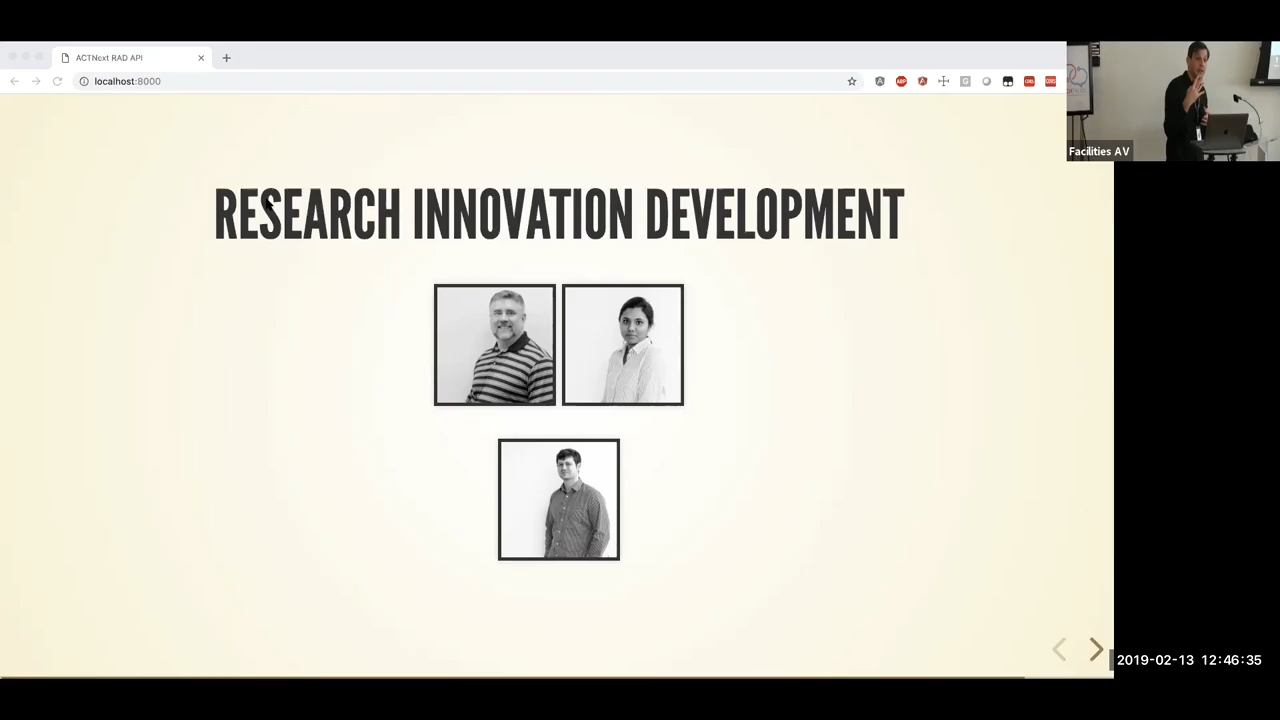 ACTNext RAD API
localhost:8000
Facilities AV
RESEARCH INNOVATION DEVELOPMENT
2019-02-13 12:46:35